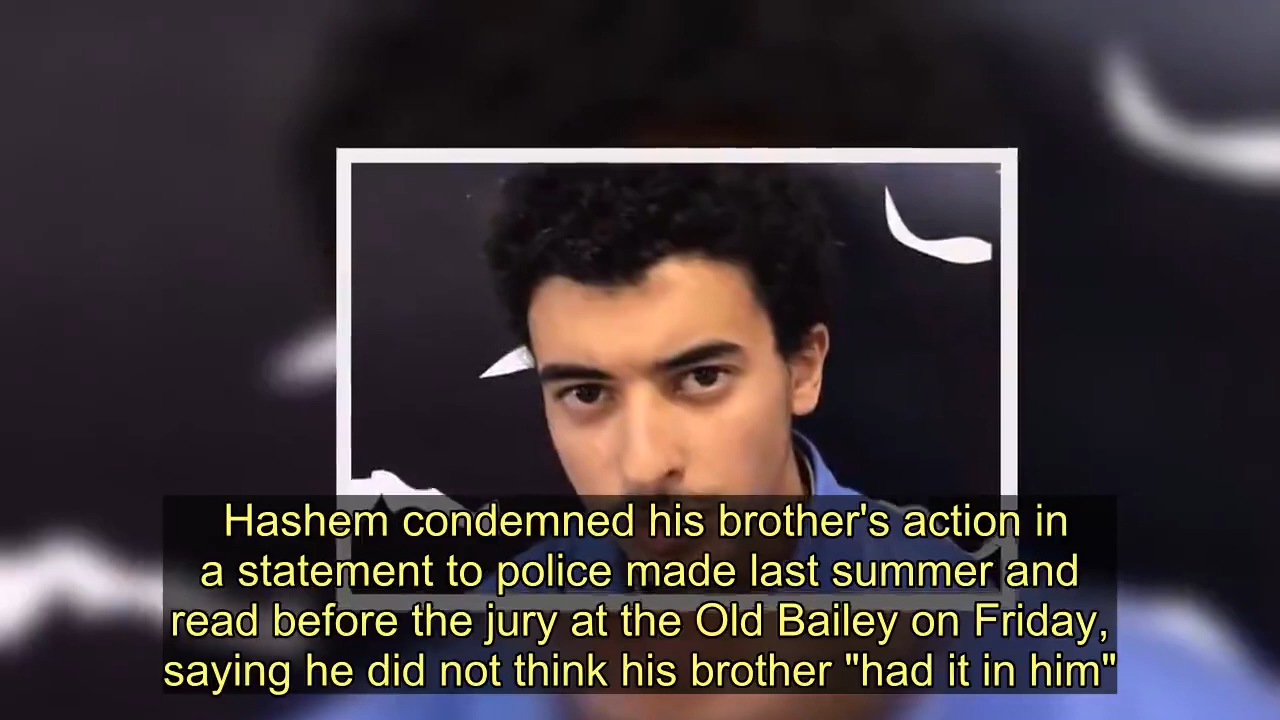 Hashem condemned his brother's action in
a statement to police made last summer and
read before the jury at the Old Bailey on Friday,
saying he did not think his brother "had it in him"